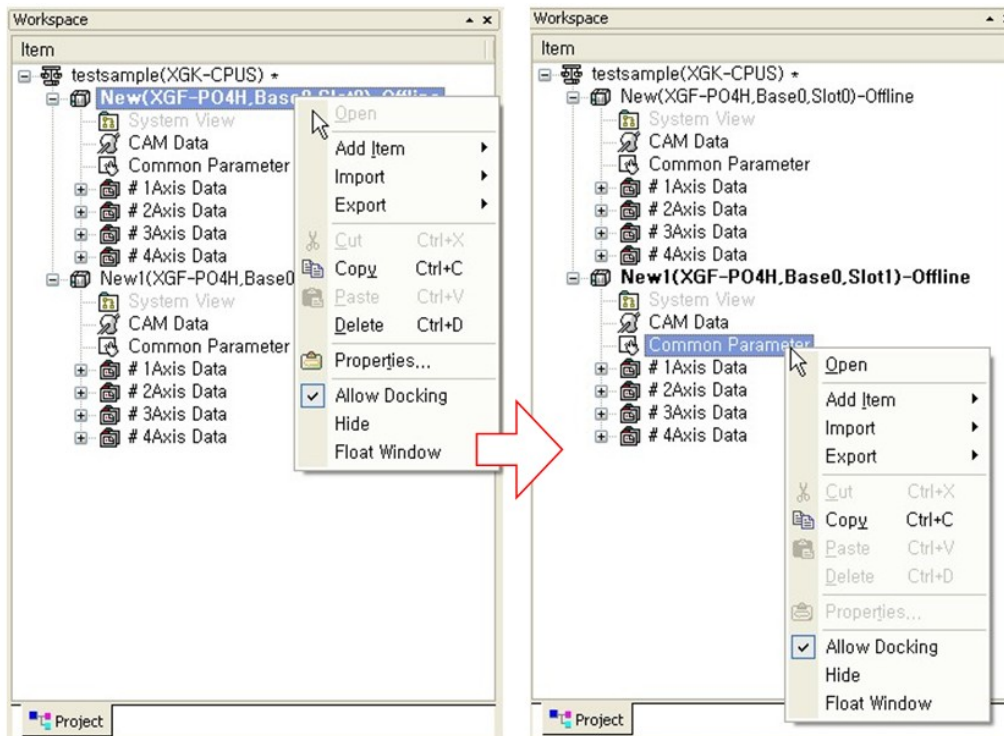 Workspace
Item
testsample(XGK-CPUS) *
New(XGF-PO4H,Base0,Slot0)-Offline
System View
CAM Data
Common Parameter
# 1Axis Data
# 2Axis Data
# 3Axis Data
# 4Axis Data
New1(XGF-PO4H,Base0
System View
CAM Data
Common Parameter
# 1Axis Data
# 2Axis Data
# 3Axis Data
# 4Axis Data
Project
Open
Add Item
Import
Export
Cut Ctrl+X
Copy Ctrl+C
Paste Ctrl+V
Delete Ctrl+D
Properties...
Allow Docking
Hide
Float Window
Workspace
Item
testsample(XGK-CPUS) *
New(XGF-PO4H,Base0,Slot0)-Offline
System View
CAM Data
Common Parameter
# 1Axis Data
# 2Axis Data
# 3Axis Data
# 4Axis Data
New1(XGF-PO4H,Base0,Slot1)-Offline
System View
CAM Data
Common Parameter
# 1Axis Data
# 2Axis Data
# 3Axis Data
# 4Axis Data
Project
Open
Add Item
Import
Export
Cut Ctrl+X
Copy Ctrl+C
Paste Ctrl+V
Delete Ctrl+D
Properties...
Allow Docking
Hide
Float Window